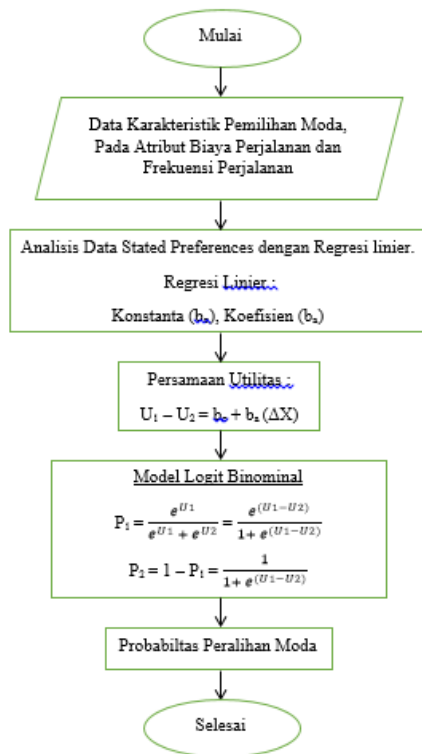 Mulai
Data Karakteristik Pemilihan Moda,
Pada Atribut Biaya Perjalanan dan
Frekuensi Perjalanan
Analisis Data Stated Preferences dengan Regresi linier.
Regresi Linier :
Konstanta (bₒ), Koefisien (bₙ)
Persamaan Utilitas :
U₁ – U₂ = bₒ + bₙ (ΔX)
Model Logit Binominal
P₁ = e^{U1} / (e^{U1} + e^{U2}) = e^{(U1−U2)} / (1+ e^{(U1−U2)})
P₂ = 1 – P₁ = 1 / (1+ e^{(U1−U2)})
Probabiltas Peralihan Moda
Selesai